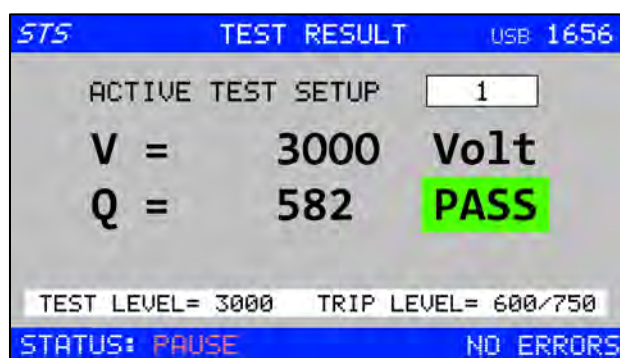 STS TEST RESULT USB 1656
ACTIVE TEST SETUP 1
V = 3000 Volt
Q = 582 PASS
TEST LEVEL= 3000 TRIP LEVEL= 600/750
STATUS: PAUSE NO ERRORS